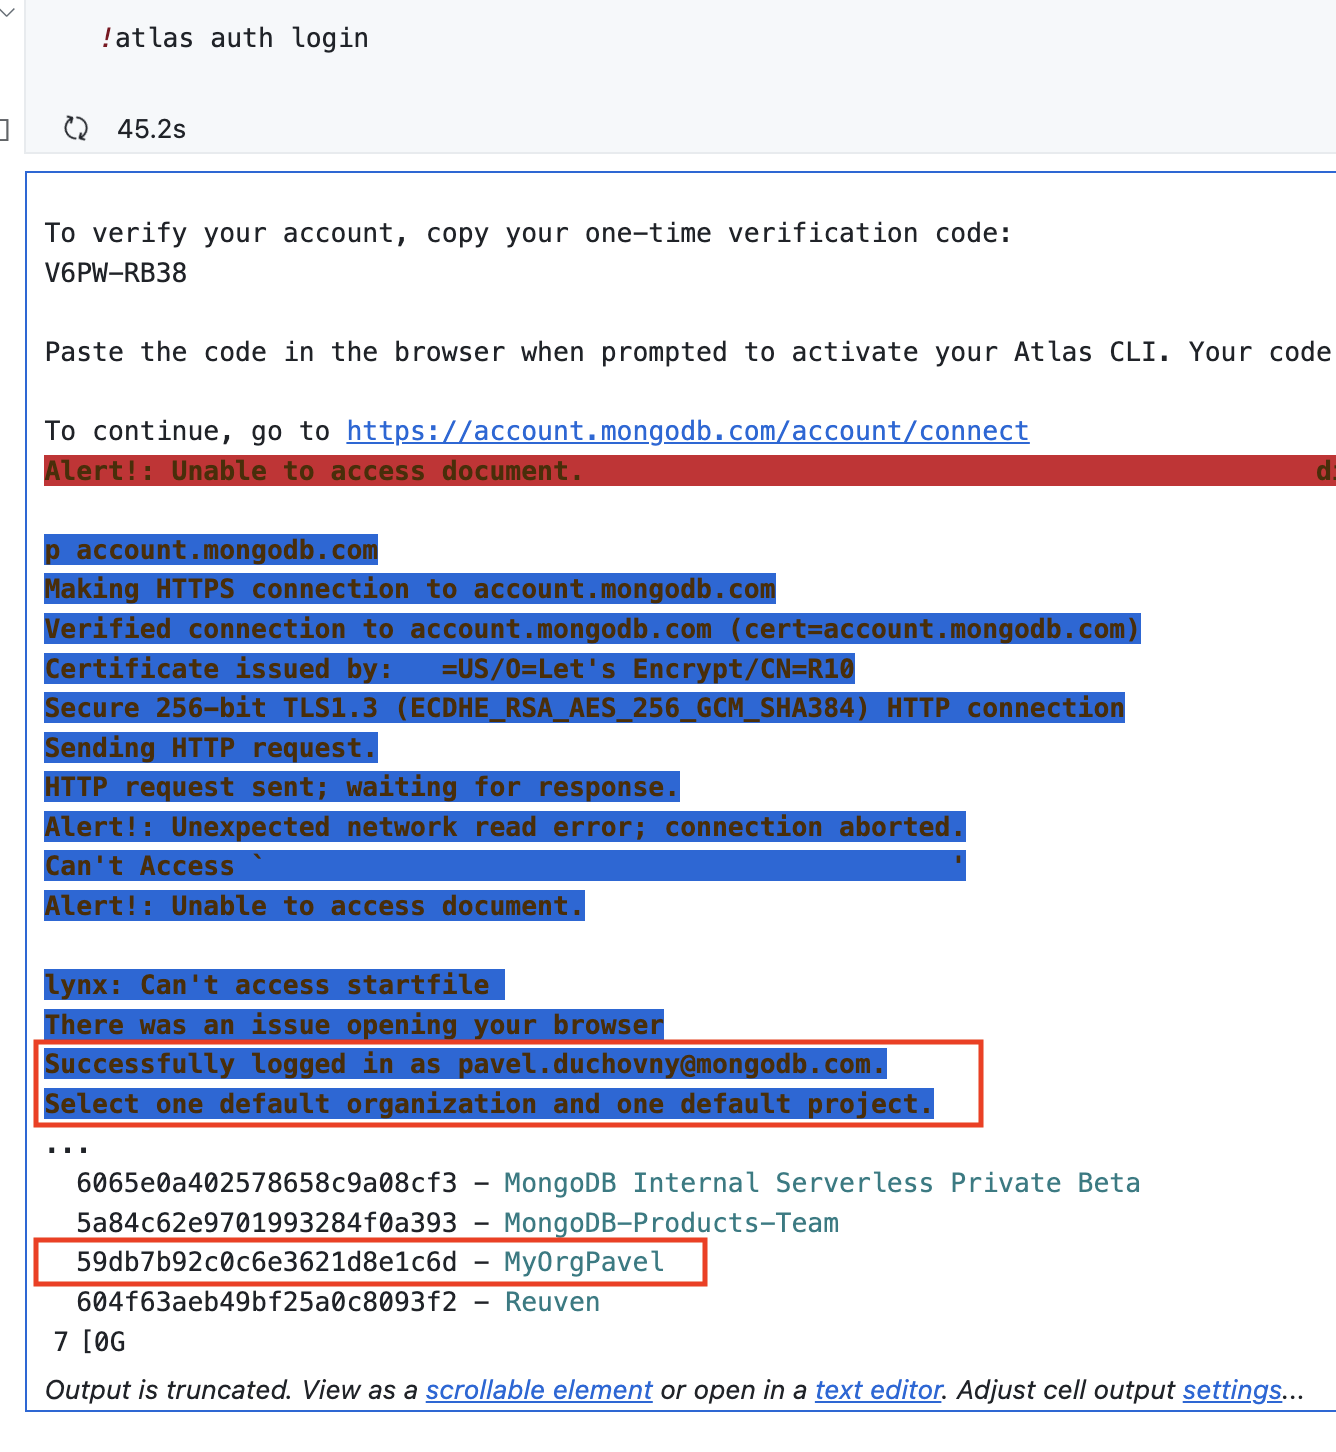 !atlas auth login
45.2s
To verify your account, copy your one-time verification code:
V6PW-RB38
Paste the code in the browser when prompted to activate your Atlas CLI. Your code
To continue, go to https://account.mongodb.com/account/connect
Alert!: Unable to access document. di
p account.mongodb.com
Making HTTPS connection to account.mongodb.com
Verified connection to account.mongodb.com (cert=account.mongodb.com)
Certificate issued by:   =US/O=Let's Encrypt/CN=R10
Secure 256-bit TLS1.3 (ECDHE_RSA_AES_256_GCM_SHA384) HTTP connection
Sending HTTP request.
HTTP request sent; waiting for response.
Alert!: Unexpected network read error; connection aborted.
Can't Access `                                            '
Alert!: Unable to access document.
lynx: Can't access startfile
There was an issue opening your browser
Successfully logged in as pavel.duchovny@mongodb.com.
Select one default organization and one default project.
...
6065e0a402578658c9a08cf3 - MongoDB Internal Serverless Private Beta
5a84c62e9701993284f0a393 - MongoDB-Products-Team
59db7b92c0c6e3621d8e1c6d - MyOrgPavel
604f63aeb49bf25a0c8093f2 - Reuven
7 [0G
Output is truncated. View as a scrollable element or open in a text editor. Adjust cell output settings...